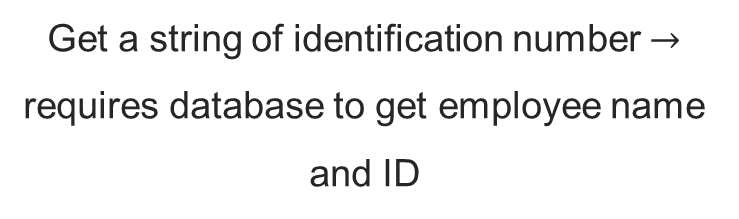 Get a string of identification number →
requires database to get employee name
and ID